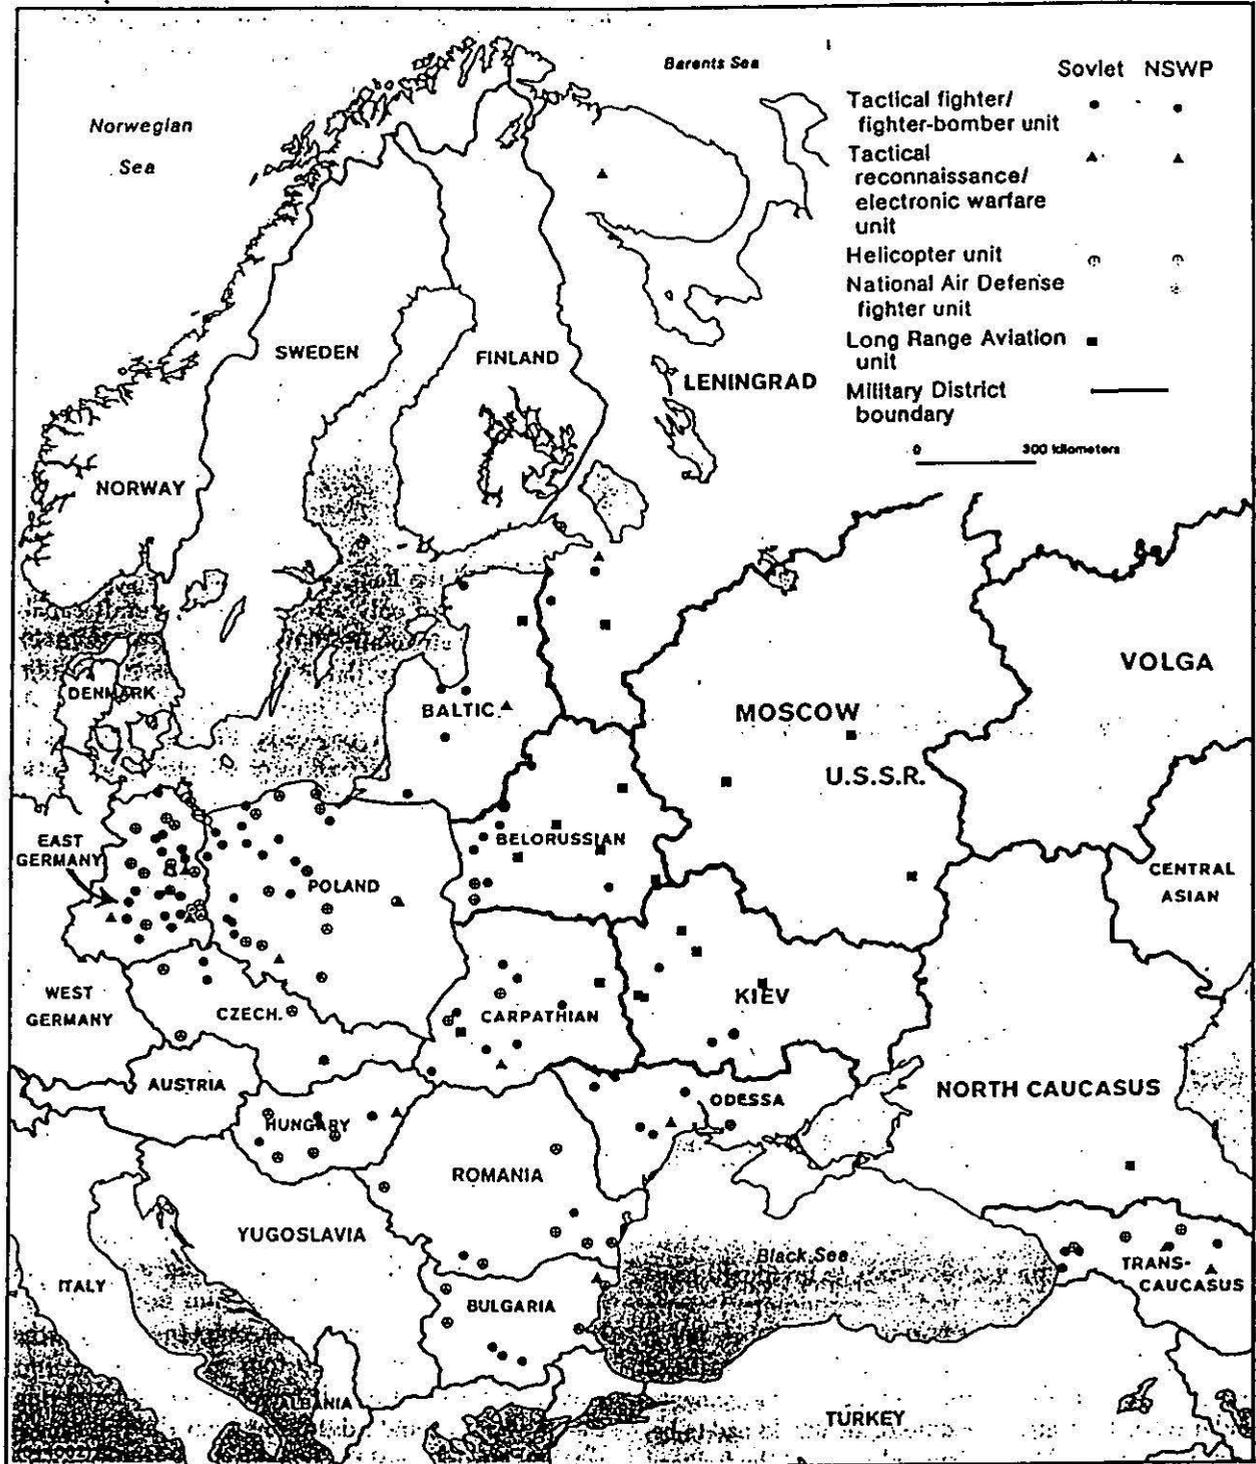 Barents Sea
Soviet NSWP
Norwegian
Sea
Tactical fighter/
fighter-bomber unit
Tactical
reconnaissance/
electronic warfare
unit
Helicopter unit
National Air Defense
fighter unit
Long Range Aviation
unit
Military District
boundary
0 300 kilometers
SWEDEN
FINLAND
LENINGRAD
NORWAY
VOLGA
DENMARK
BALTIC
MOSCOW
U.S.S.R.
EAST
GERMANY
BELORUSSIAN
POLAND
CENTRAL
ASIAN
WEST
GERMANY
CZECH.
CARPATHIAN
KIEV
AUSTRIA
NORTH CAUCASUS
HUNGARY
ODESSA
ROMANIA
YUGOSLAVIA
Black Sea
ITALY
TRANS-
CAUCASUS
BULGARIA
ALBANIA
TURKEY